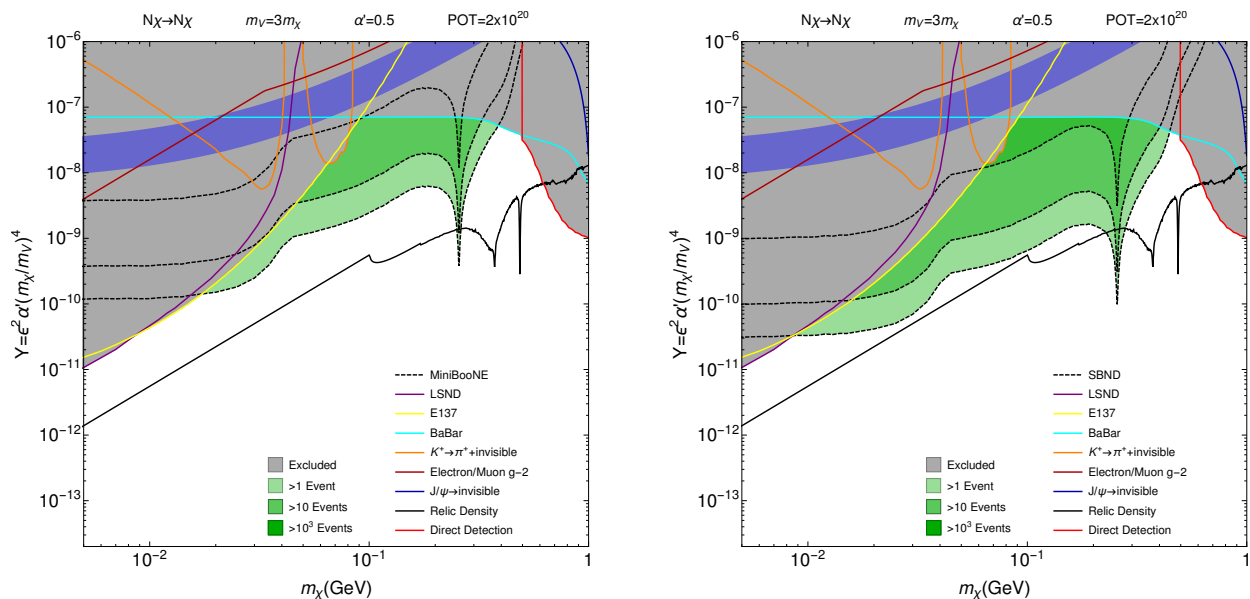 Nχ→Nχ m_V=3m_χ α'=0.5 POT=2x10^20
10^-6
10^-7
10^-8
10^-9
10^-10
10^-11
10^-12
10^-13
Y=ϵ^2α'(m_χ/m_V)^4
MiniBooNE
LSND
E137
BaBar
K^+→π^++invisible
Electron/Muon g-2
J/ψ→invisible
Relic Density
Direct Detection
Excluded
>1 Event
>10 Events
>10^3 Events
10^-2 10^-1 1
m_χ(GeV)
Nχ→Nχ m_V=3m_χ α'=0.5 POT=2x10^20
10^-6
10^-7
10^-8
10^-9
10^-10
10^-11
10^-12
10^-13
Y=ϵ^2α'(m_χ/m_V)^4
SBND
LSND
E137
BaBar
K^+→π^++invisible
Electron/Muon g-2
J/ψ→invisible
Relic Density
Direct Detection
Excluded
>1 Event
>10 Events
>10^3 Events
10^-2 10^-1 1
m_χ(GeV)